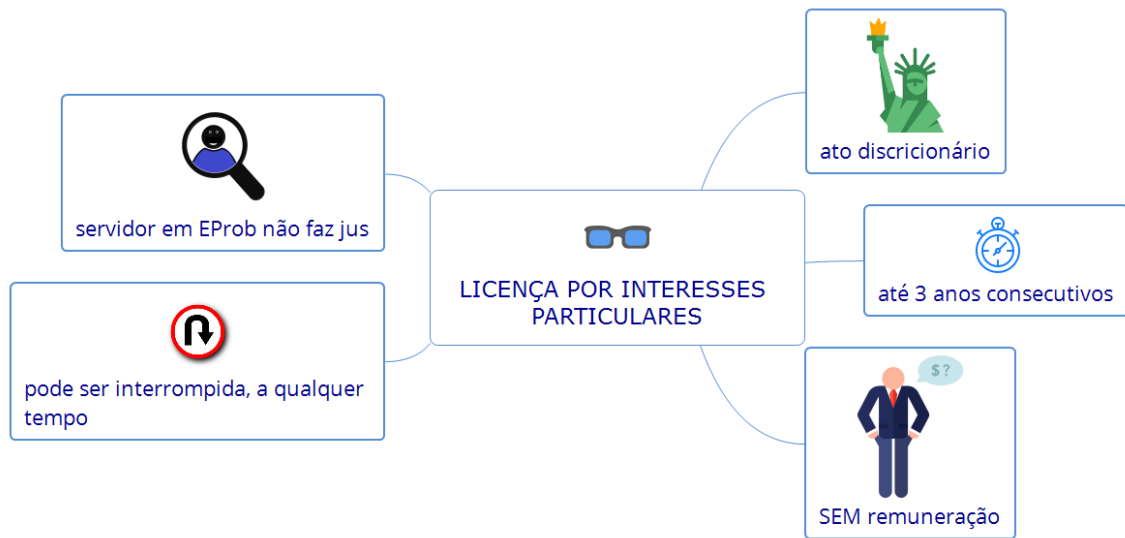 LICENÇA POR INTERESSES
PARTICULARES
ato discricionário
até 3 anos consecutivos
$ ?
SEM remuneração
servidor em EProb não faz jus
pode ser interrompida, a qualquer
tempo